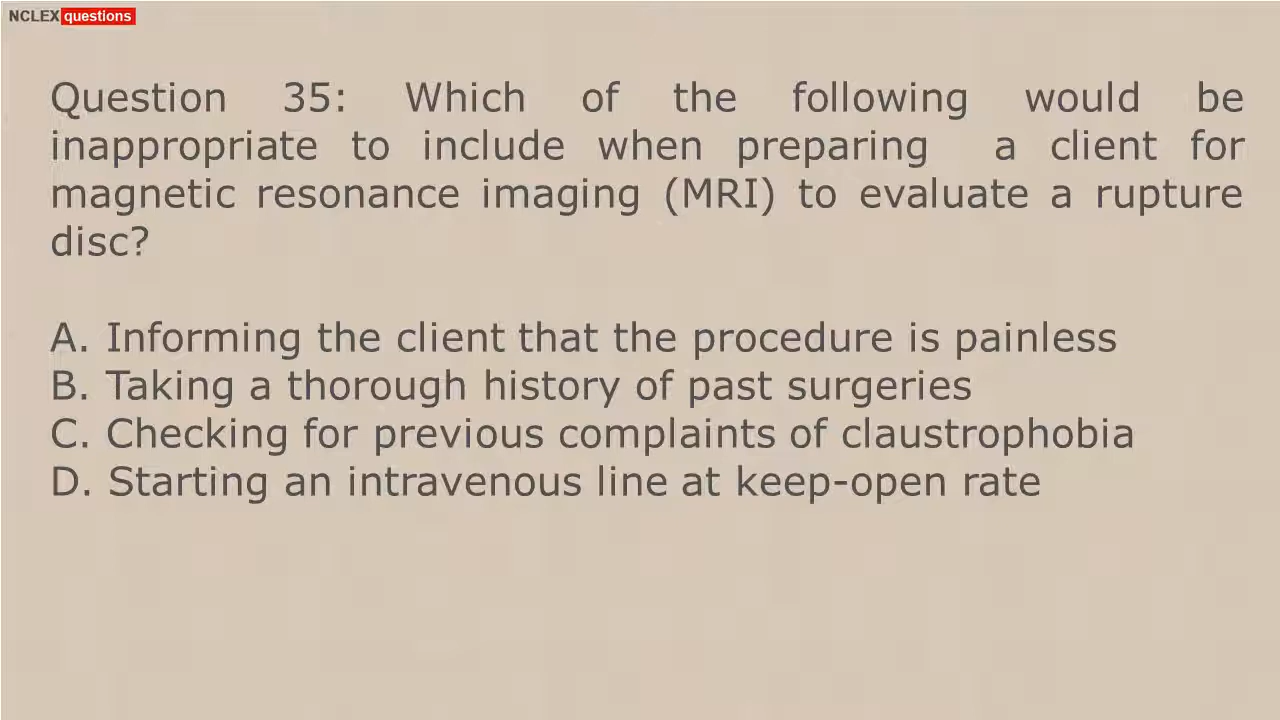 NCLEX questions
Question 35: Which of the following would be
inappropriate to include when preparing a client for
magnetic resonance imaging (MRI) to evaluate a rupture
disc?
A. Informing the client that the procedure is painless
B. Taking a thorough history of past surgeries
C. Checking for previous complaints of claustrophobia
D. Starting an intravenous line at keep-open rate